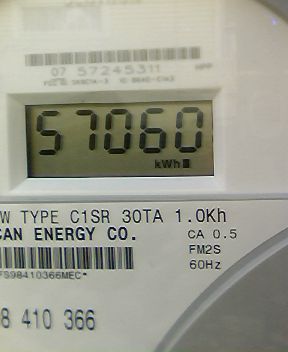 07 57245311
57060
kWh
W TYPE C1SR 30TA 1.0Kh
CAN ENERGY CO.
CA 0.5
FM2S
60Hz
FS98410366MEC*
8 410 366